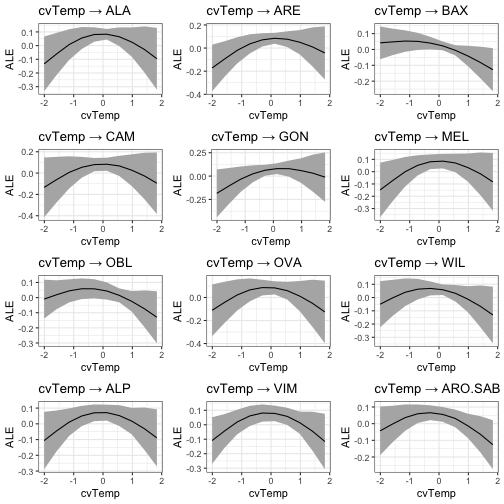 cvTemp → ALA
cvTemp → ARE
cvTemp → BAX
ALE
0.1
0.0
-0.1
-0.2
-0.3
-2 -1 0 1 2
cvTemp
ALE
0.2
0.0
-0.2
-0.4
-2 -1 0 1 2
cvTemp
ALE
0.1
0.0
-0.1
-0.2
-2 -1 0 1 2
cvTemp
cvTemp → CAM
cvTemp → GON
cvTemp → MEL
ALE
0.2
0.0
-0.2
-0.4
-2 -1 0 1 2
cvTemp
ALE
0.25
0.00
-0.25
-2 -1 0 1 2
cvTemp
ALE
0.1
0.0
-0.1
-0.2
-0.3
-2 -1 0 1 2
cvTemp
cvTemp → OBL
cvTemp → OVA
cvTemp → WIL
ALE
0.1
0.0
-0.1
-0.2
-0.3
-2 -1 0 1 2
cvTemp
ALE
0.0
-0.2
-0.4
-2 -1 0 1 2
cvTemp
ALE
0.1
0.0
-0.1
-0.2
-0.3
-2 -1 0 1 2
cvTemp
cvTemp → ALP
cvTemp → VIM
cvTemp → ARO.SAB
ALE
0.1
0.0
-0.1
-0.2
-0.3
-2 -1 0 1 2
cvTemp
ALE
0.1
0.0
-0.1
-0.2
-0.3
-2 -1 0 1 2
cvTemp
ALE
0.1
0.0
-0.1
-0.2
-2 -1 0 1 2
cvTemp